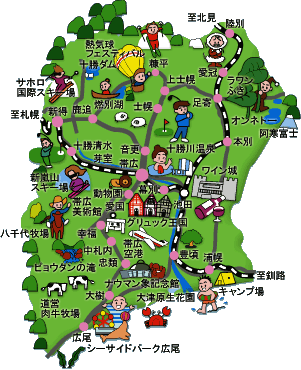 至北見
陸別
熱気球
フェスティバル
十勝ダム
糠平
愛冠
ラワン
ぶき
サホロ
国際スキー場
上士幌
足寄
オンネトー
阿寒富士
然別湖
士幌
至札幌
新得
鹿追
十勝清水
芽室
音更
十勝川温泉
本別
帯広
新嵐山
スキー場
幕別
ワイン城
動物園
愛国
池田
帯広
美術館
グリュック王国
八千代牧場
幸福
帯広
空港
中札内
忠類
豊頃
浦幌
ピョウタンの滝
ナウマン象記念館
至釧路
キャンプ場
道営
肉牛牧場
大樹
大津原生花園
広尾
シーサイドパーク広尾